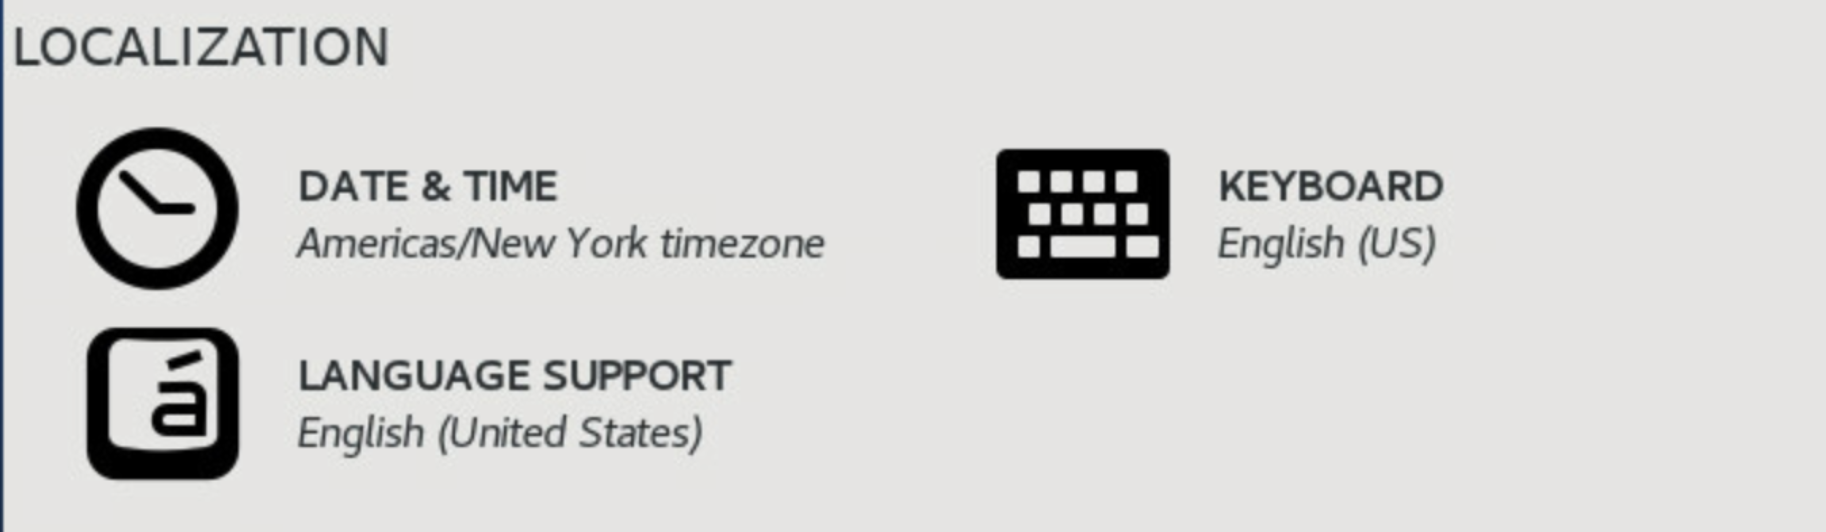 LOCALIZATION
DATE & TIME
Americas/New York timezone
KEYBOARD
English (US)
á
LANGUAGE SUPPORT
English (United States)